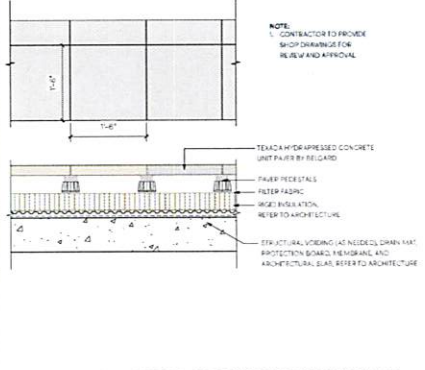 NOTE:
1. CONTRACTOR TO PROVIDE
SHOP DRAWINGS FOR
REVIEW AND APPROVAL
1'-6"
1'-6"
TEXADA HYDRAPRESSED CONCRETE
UNIT PAVER BY BELGARD
PAVER PEDESTALS
FILTER FABRIC
RIGID INSULATION,
REFER TO ARCHITECTURE
STRUCTURAL VOIDING (AS NEEDED), DRAIN MAT,
PROTECTION BOARD, MEMBRANE, AND
ARCHITECTURAL SLAB, REFER TO ARCHITECTURE